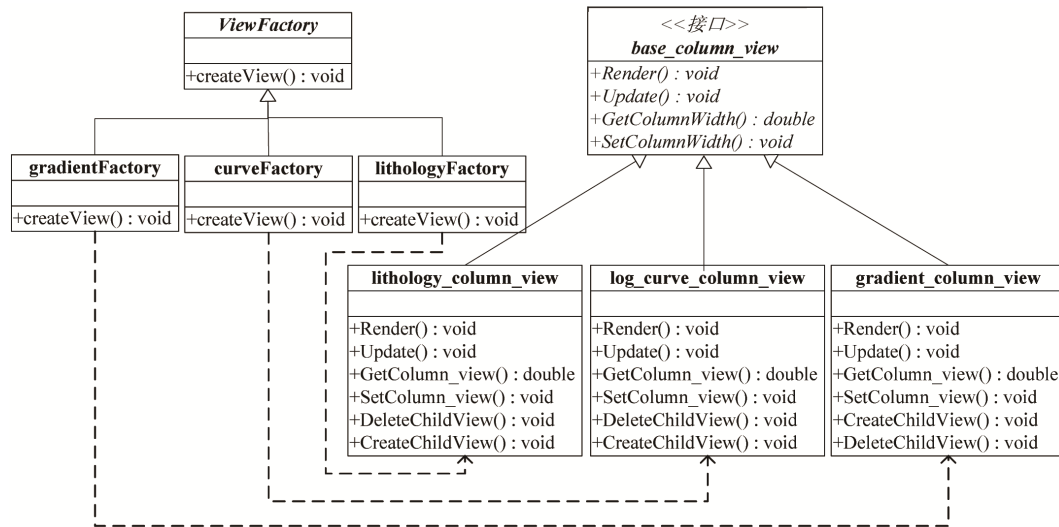 ViewFactory
+createView() : void
<<接口>>
base_column_view
+Render() : void
+Update() : void
+GetColumnWidth() : double
+SetColumnWidth() : void
gradientFactory
+createView() : void
curveFactory
+createView() : void
lithologyFactory
+createView() : void
lithology_column_view
+Render() : void
+Update() : void
+GetColumn_view() : double
+SetColumn_view() : void
+DeleteChildView() : void
+CreateChildView() : void
log_curve_column_view
+Render() : void
+Update() : void
+GetColumn_view() : double
+SetColumn_view() : void
+DeleteChildView() : void
+CreateChildView() : void
gradient_column_view
+Render() : void
+Update() : void
+GetColumn_view() : double
+SetColumn_view() : void
+CreateChildView() : void
+DeleteChildView() : void